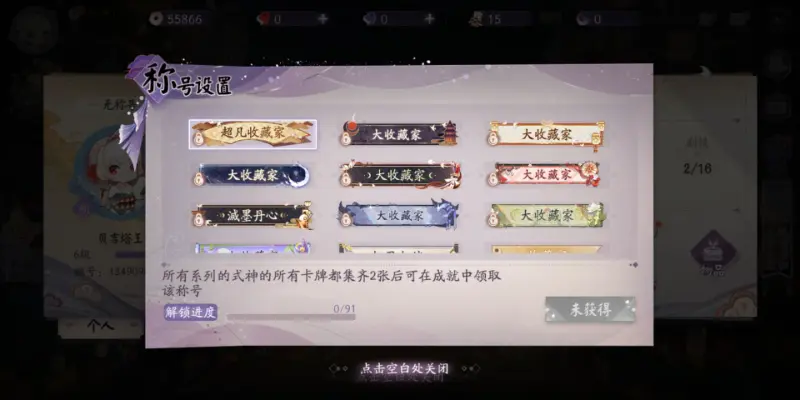 55866
0
0
15
0
称号设置
超凡收藏家
大收藏家
大收藏家
大收藏家
大收藏家
大收藏家
诚墨丹心
大收藏家
大收藏家
2/16
所有系列的式神的所有卡牌都集齐2张后可在成就中领取
该称号
解锁进度
0/91
未获得
6级
个人
点击空白处关闭